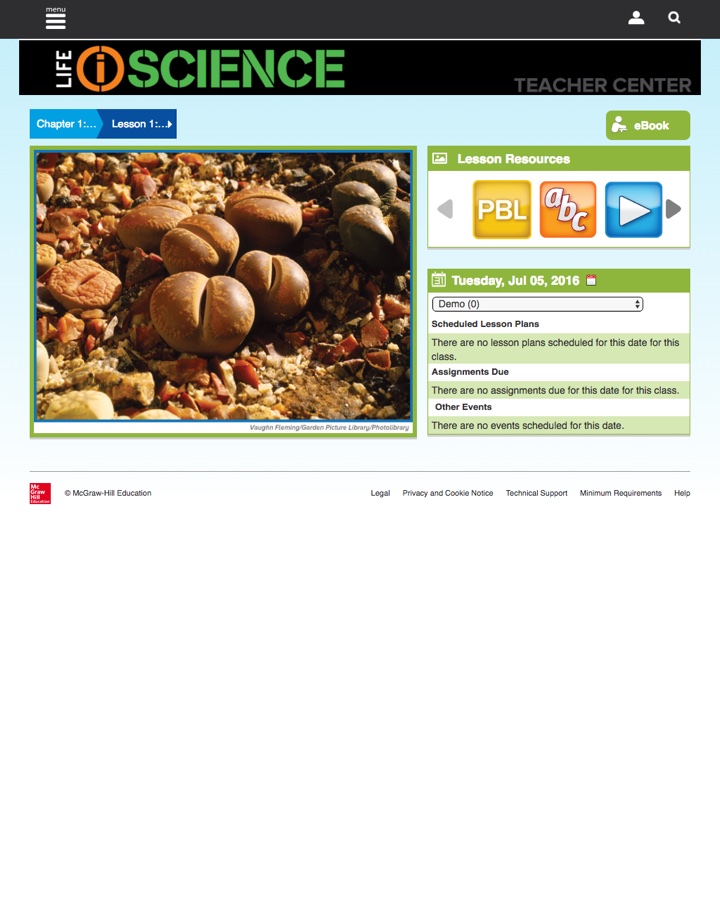 menu
LIFE iSCIENCE
TEACHER CENTER
Chapter 1:... Lesson 1:...
eBook
Lesson Resources
PBL abc
Tuesday, Jul 05, 2016
Demo (0)
Scheduled Lesson Plans
There are no lesson plans scheduled for this date for this
class.
Assignments Due
There are no assignments due for this date for this class.
Other Events
There are no events scheduled for this date.
Vaughn Fleming/Garden Picture Library/Photolibrary
Mc
Graw
Hill
Education
© McGraw-Hill Education
Legal Privacy and Cookie Notice Technical Support Minimum Requirements Help